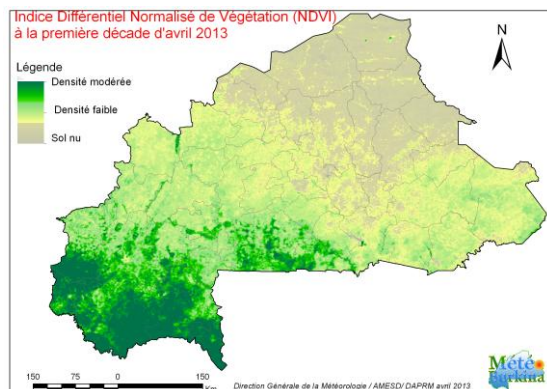 Indice Différentiel Normalisé de Végétation (NDVI)
à la première décade d'avril 2013
N
Légende
Densité modérée
Densité faible
Sol nu
150 75 0 150
Km
Direction Générale de la Météorologie / AMESD/ DAPRM avril 2013
Météo
Burkina